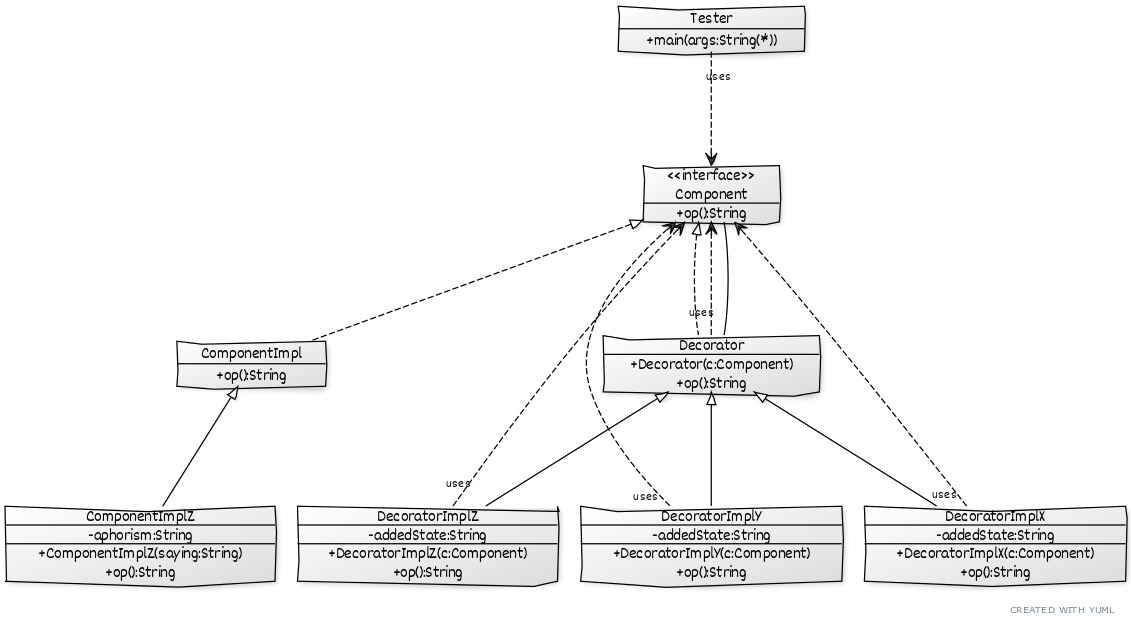 Tester
+main(args:String(*))
uses
<<interface>>
Component
+op():String
uses
ComponentImpl
+op():String
Decorator
+Decorator(c:Component)
+op():String
uses
uses
uses
ComponentImplZ
-aphorism:String
+ComponentImplZ(saying:String)
+op():String
DecoratorImplZ
-addedState:String
+DecoratorImplZ(c:Component)
+op():String
DecoratorImplY
-addedState:String
+DecoratorImlY(c:Component)
+op():String
DecoratorImplX
-addedState:String
+DecoratorImplX(c:Component)
+op():String
CREATED WITH YUML